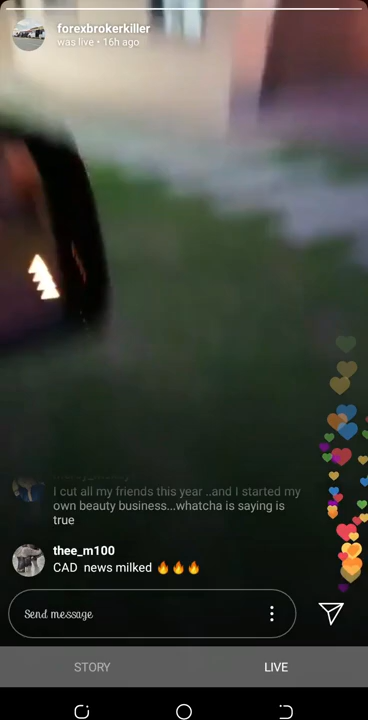 forexbrokerkiller
was live • 16h ago
I cut all my friends this year ..and I started my
own beauty business...whatcha is saying is
true
thee_m100
CAD news milked 🔥🔥🔥
Send message
STORY LIVE